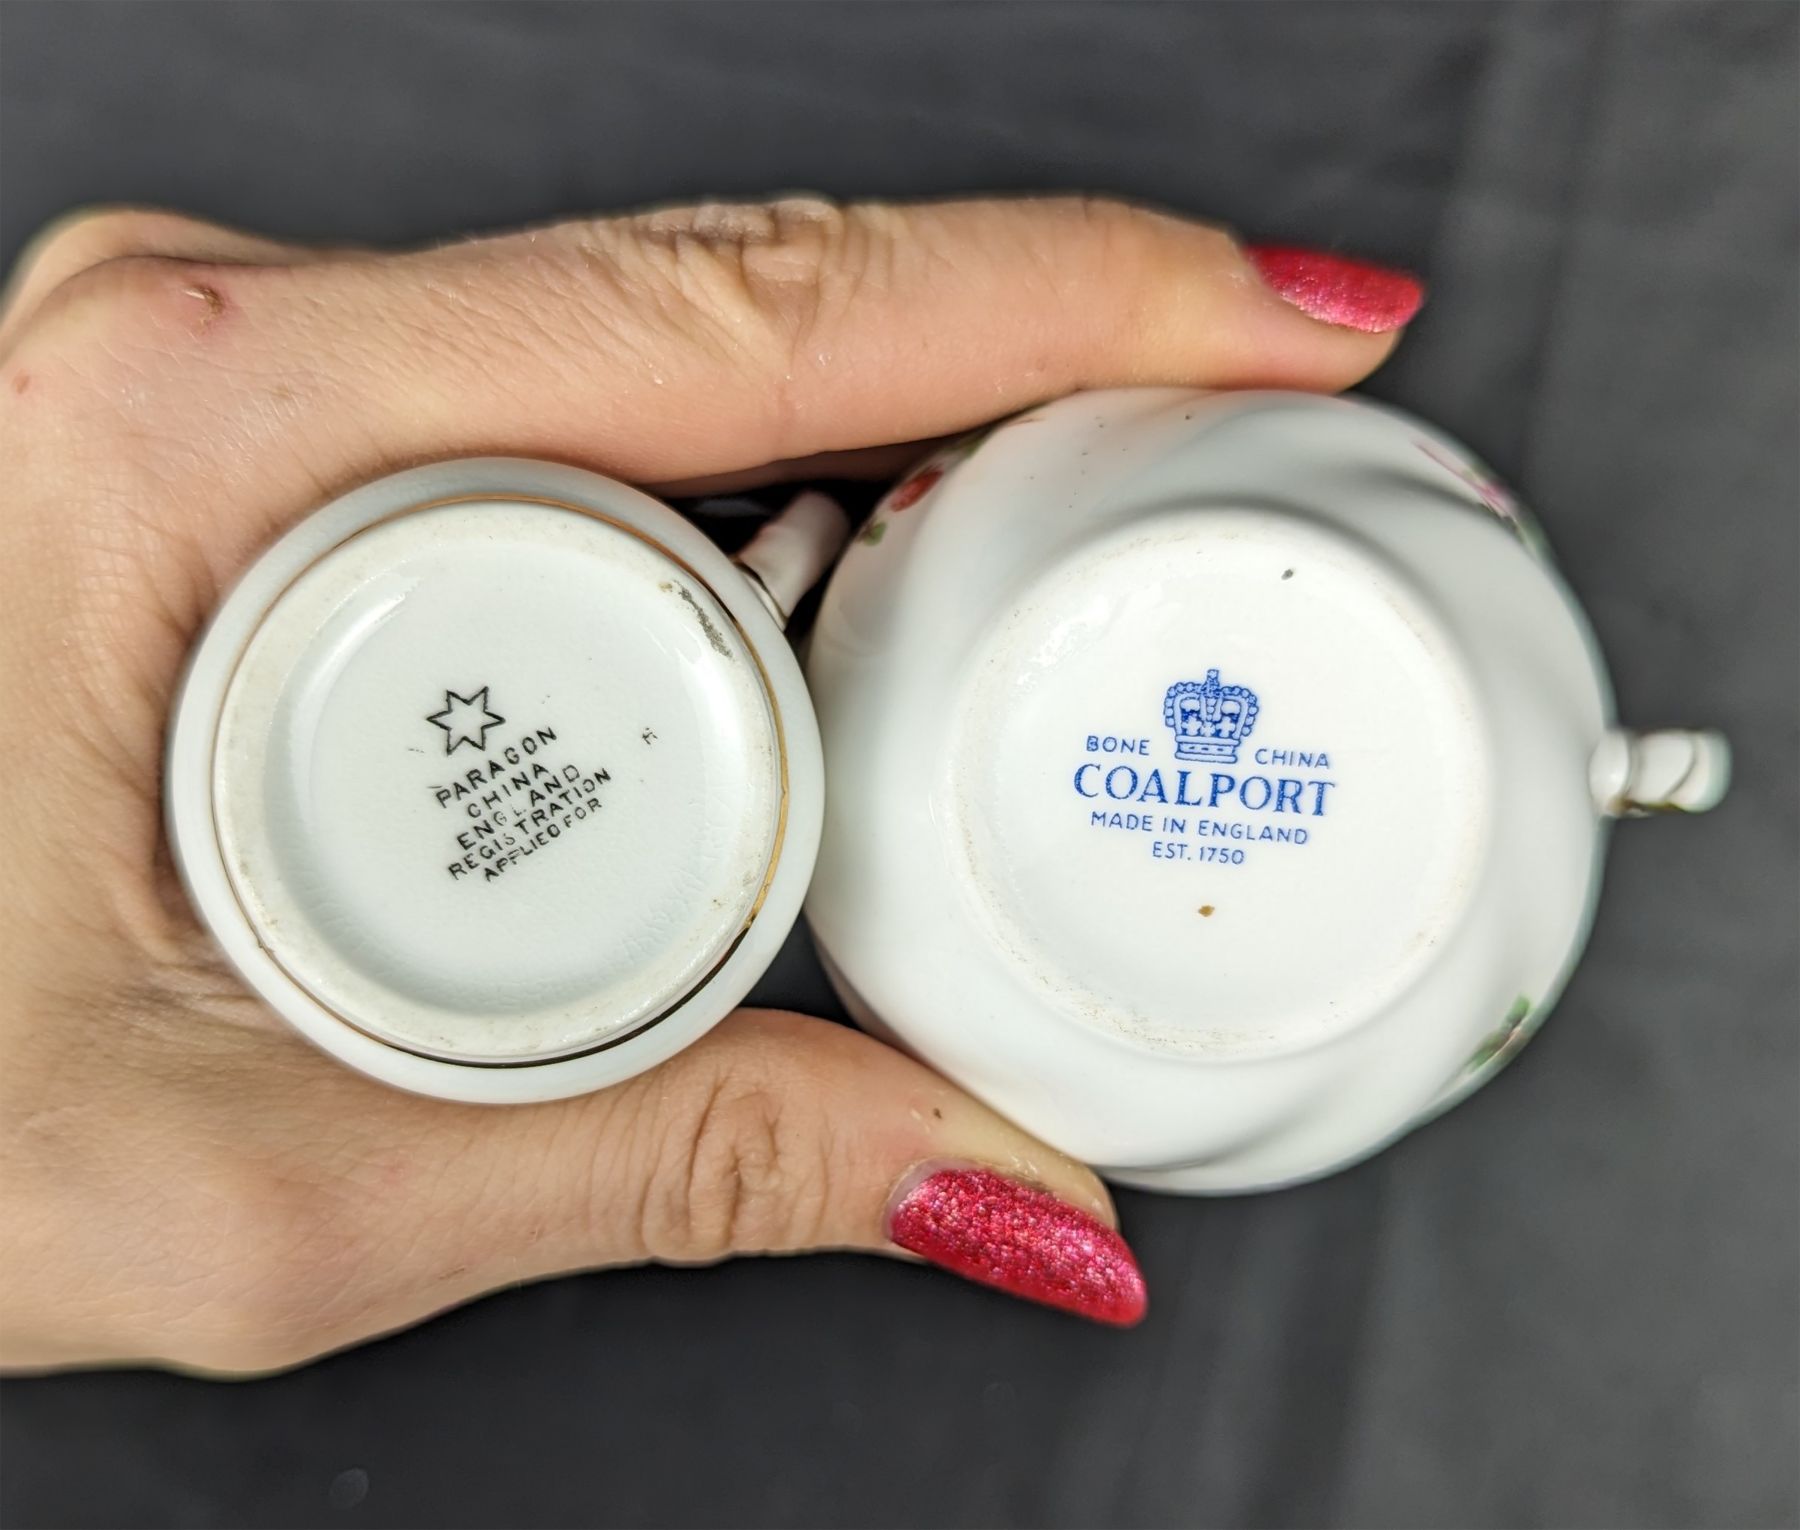 PARAGON
CHINA
ENGLAND
REGISTRATION
APPLIED FOR
BONE CHINA
COALPORT
MADE IN ENGLAND
EST. 1750